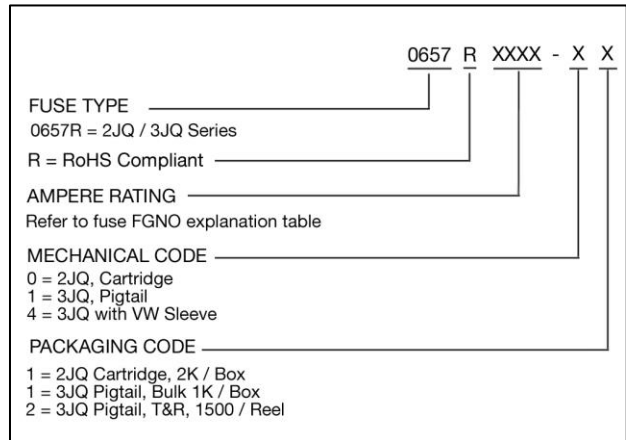 0657 R XXXX - X X
FUSE TYPE
0657R = 2JQ / 3JQ Series
R = RoHS Compliant
AMPERE RATING
Refer to fuse FGNO explanation table
MECHANICAL CODE
0 = 2JQ, Cartridge
1 = 3JQ, Pigtail
4 = 3JQ with VW Sleeve
PACKAGING CODE
1 = 2JQ Cartridge, 2K / Box
1 = 3JQ Pigtail, Bulk 1K / Box
2 = 3JQ Pigtail, T&R, 1500 / Reel